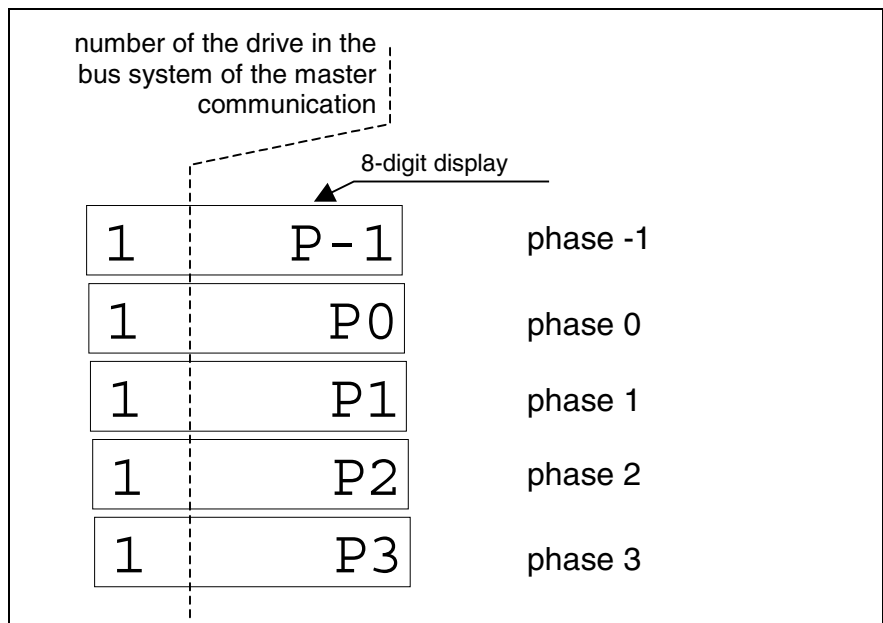 number of the drive in the
bus system of the master
communication
8-digit display
1 P-1 phase -1
1 P0 phase 0
1 P1 phase 1
1 P2 phase 2
1 P3 phase 3